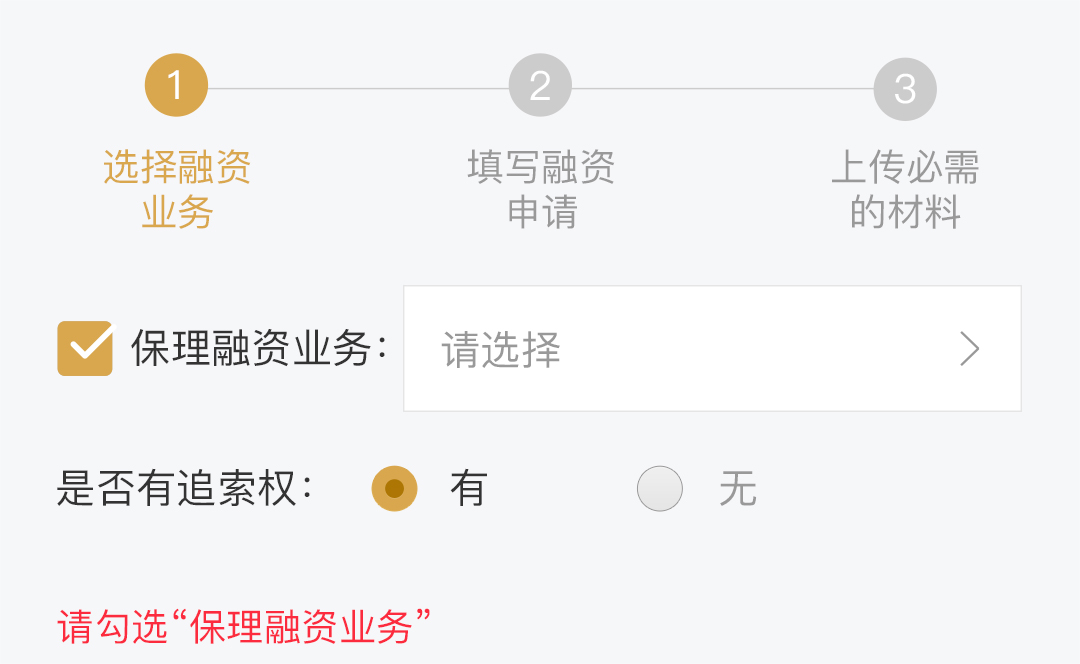 1
2
3
选择融资
业务
填写融资
申请
上传必需
的材料
保理融资业务：
请选择
是否有追索权：
有
无
请勾选“保理融资业务”